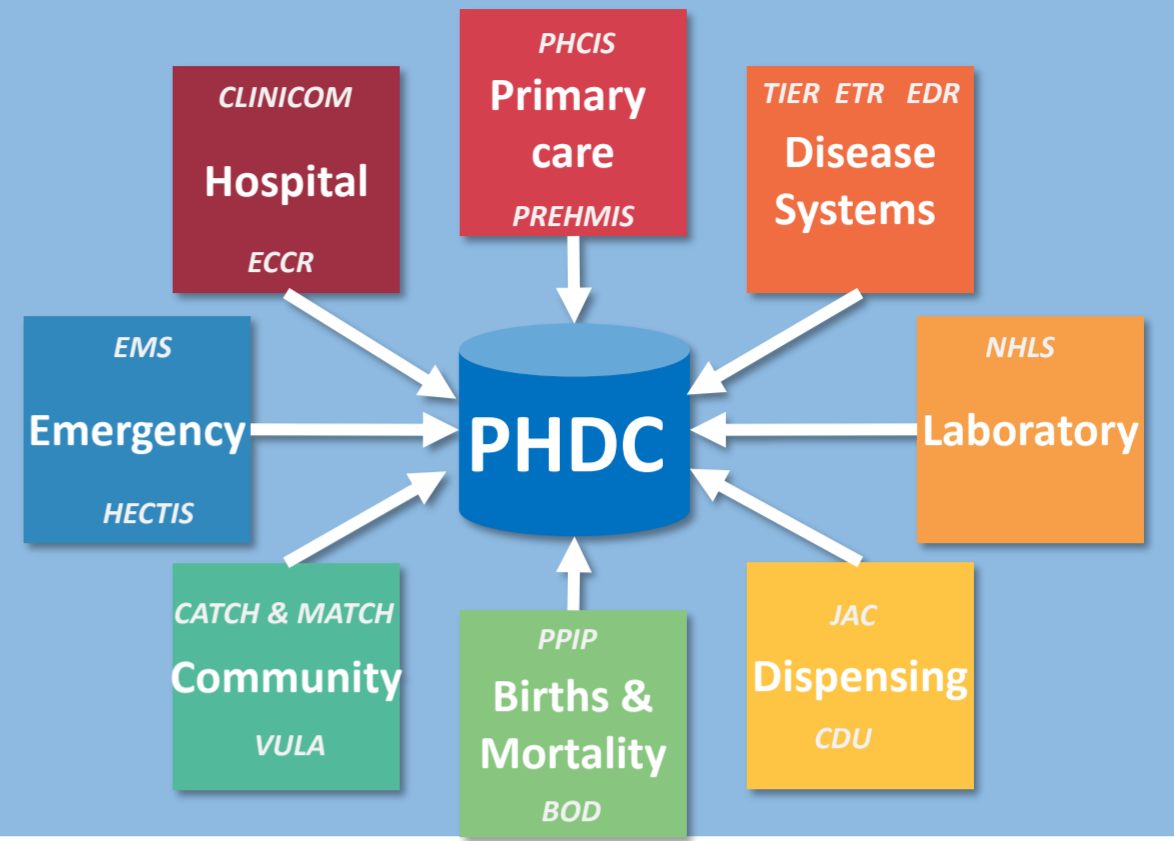 PHCIS
Primary
care
PREHMIS
CLINICOM
Hospital
ECCR
TIER ETR EDR
Disease
Systems
EMS
Emergency
HECTIS
PHDC
NHLS
Laboratory
CATCH & MATCH
Community
VULA
PPIP
Births &
Mortality
BOD
JAC
Dispensing
CDU